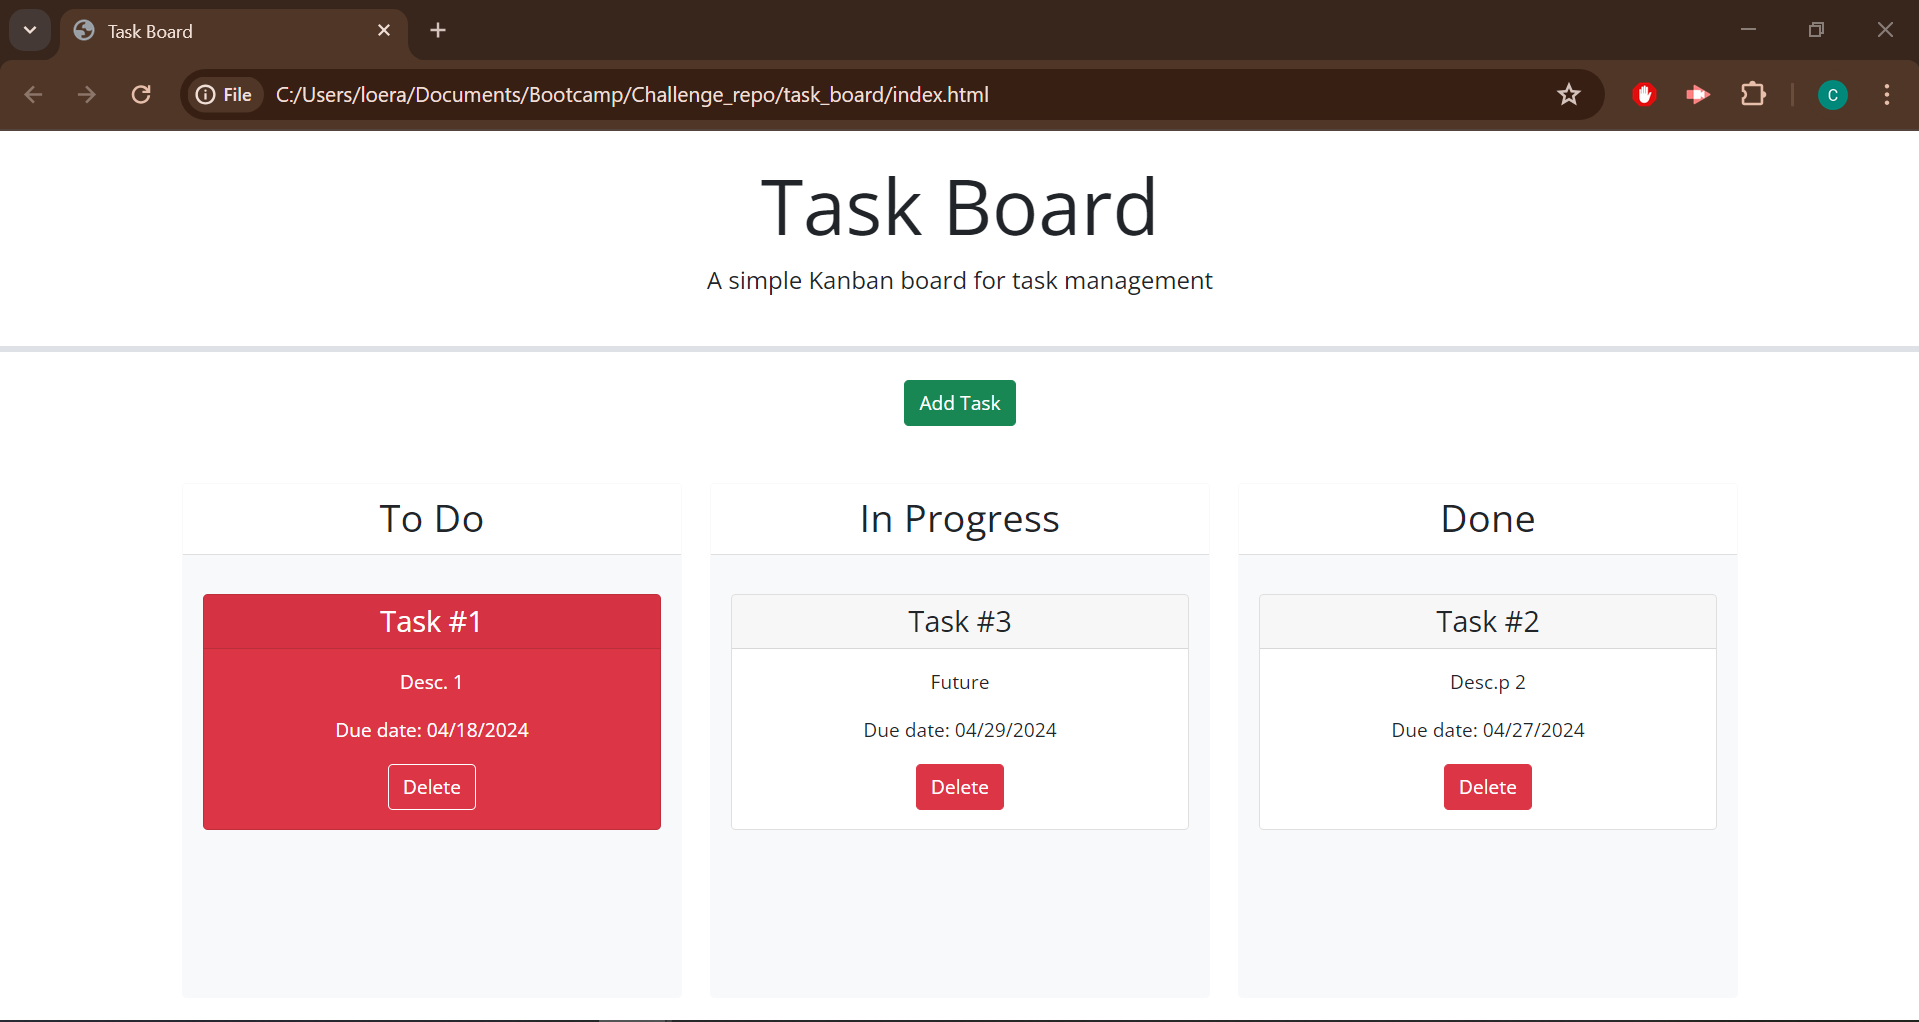 Task Board
File
C:/Users/loera/Documents/Bootcamp/Challenge_repo/task_board/index.html
C
Task Board
A simple Kanban board for task management
Add Task
To Do
Task #1
Desc. 1
Due date: 04/18/2024
Delete
In Progress
Task #3
Future
Due date: 04/29/2024
Delete
Done
Task #2
Desc.p 2
Due date: 04/27/2024
Delete